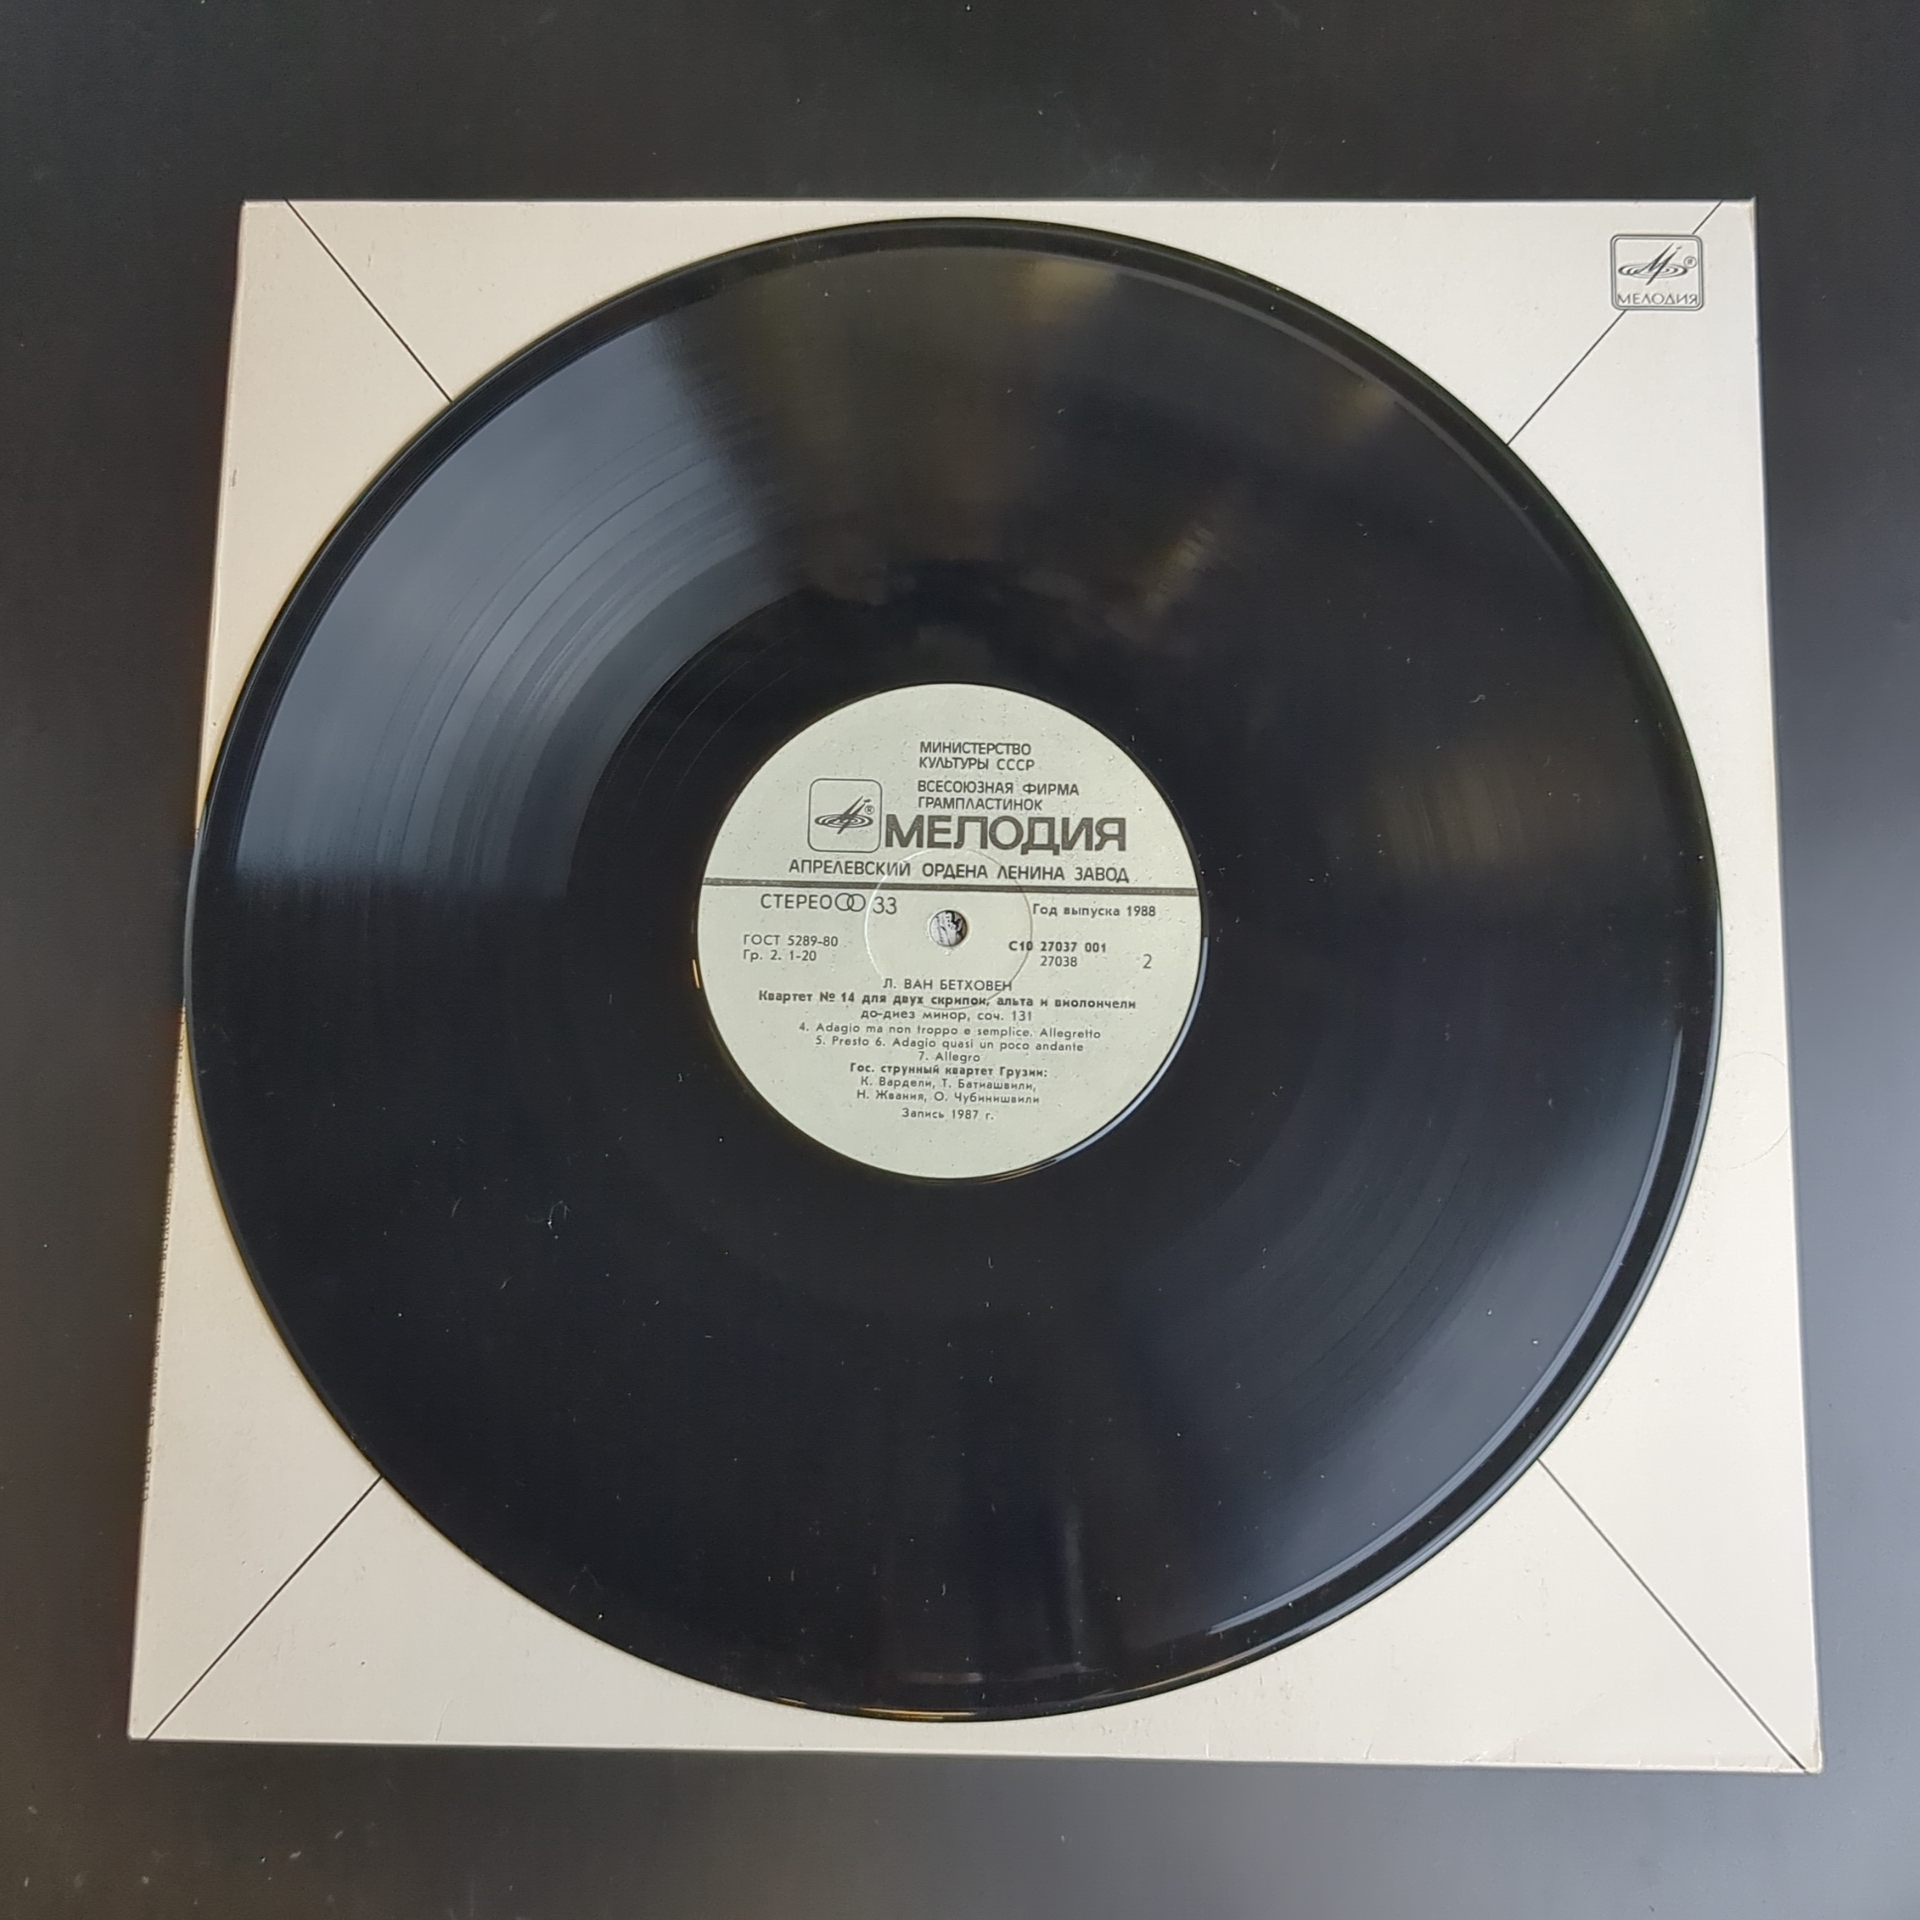 МЕЛОДИЯ
МИНИСТЕРСТВО
КУЛЬТУРЫ СССР
ВСЕСОЮЗНАЯ ФИРМА
ГРАМПЛАСТИНОК
МЕЛОДИЯ
АПРЕЛЕВСКИЙ ОРДЕНА ЛЕНИНА ЗАВОД
СТЕРЕО 33
Год выпуска 1988
ГОСТ 5289-80
Гр. 2. 1-20
С10 27037 001
27038
2
Л. ВАН БЕТХОВЕН
Квартет № 14 для двух скрипок, альта и виолончели
до-диез минор, соч. 131
4. Adagio ma non troppo e semplice. Allegretto
5. Presto 6. Adagio quasi un poco andante
7. Allegro
Гос. струнный квартет Грузии:
К. Вардели, Т. Батиашвили,
Н. Жвания, О. Чубинишвили
Запись 1987 г.